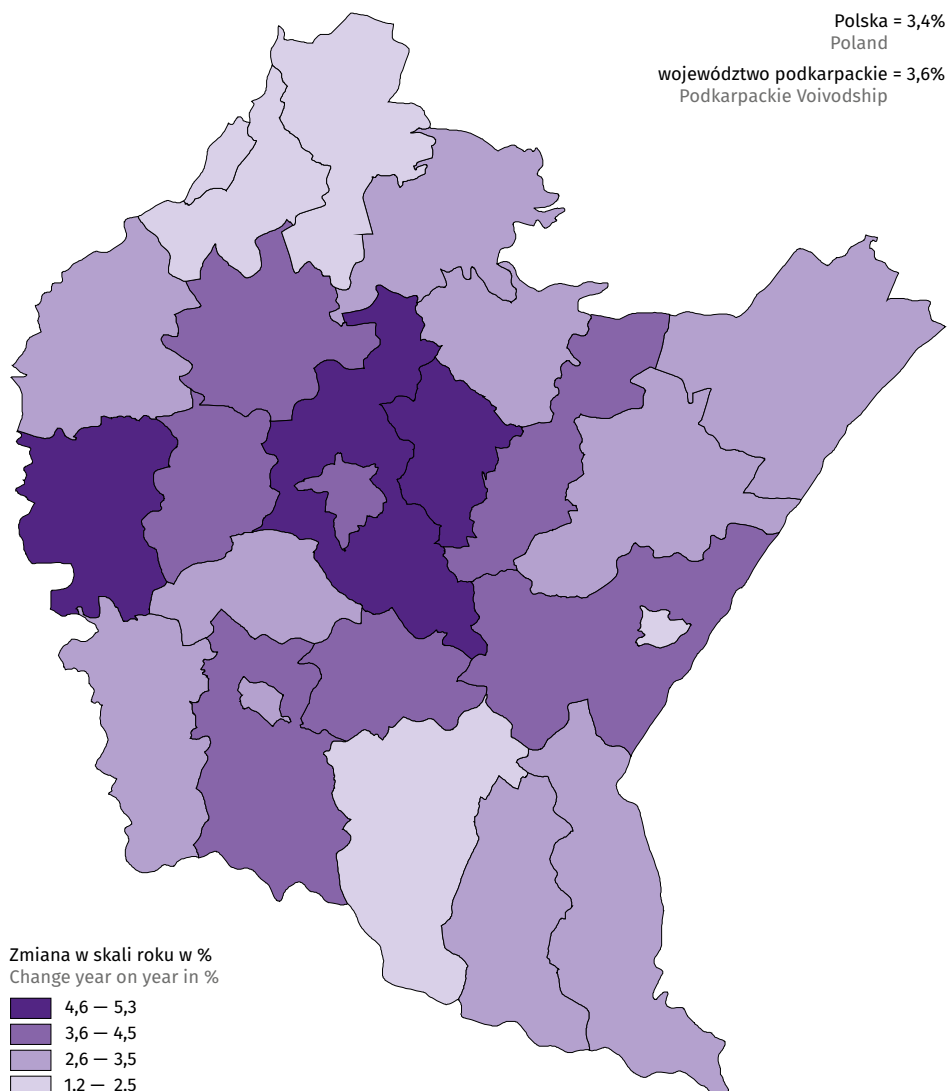 Polska = 3,4%
Poland
województwo podkarpackie = 3,6%
Podkarpackie Voivodship
Zmiana w skali roku w %
Change year on year in %
4,6 — 5,3
3,6 — 4,5
2,6 — 3,5
1,2 — 2,5